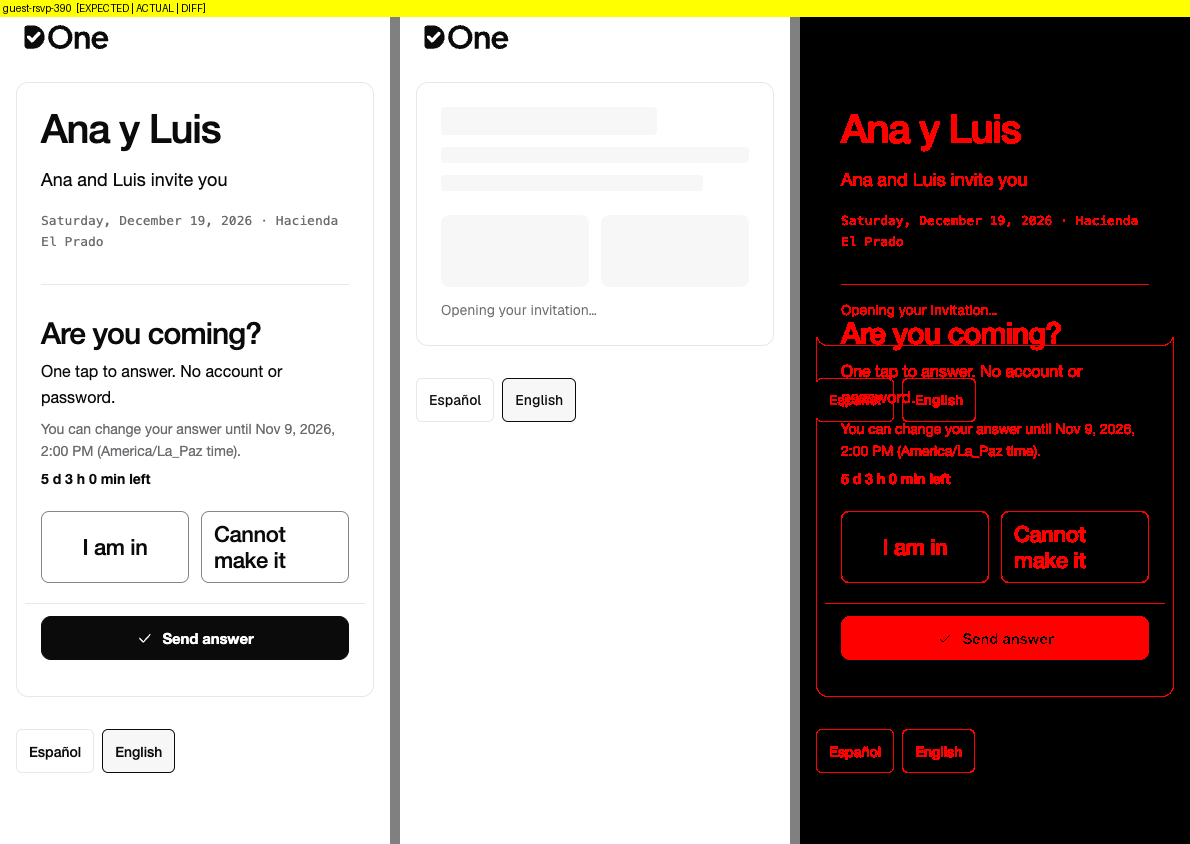 guest-rsvp-390 [EXPECTED | ACTUAL | DIFF]
One
Ana y Luis
Ana and Luis invite you
Saturday, December 19, 2026 · Hacienda
El Prado
Are you coming?
One tap to answer. No account or
password.
You can change your answer until Nov 9, 2026,
2:00 PM (America/La_Paz time).
5 d 3 h 0 min left
I am in
Cannot
make it
Send answer
Español
English
One
Opening your invitation…
Español
English
Ana y Luis
Ana and Luis invite you
Saturday, December 19, 2026 · Hacienda
El Prado
Opening your invitation…
Are you coming?
One tap to answer. No account or
password.
Español
English
You can change your answer until Nov 9, 2026,
2:00 PM (America/La_Paz time).
5 d 3 h 0 min left
I am in
Cannot
make it
Send answer
Español
English